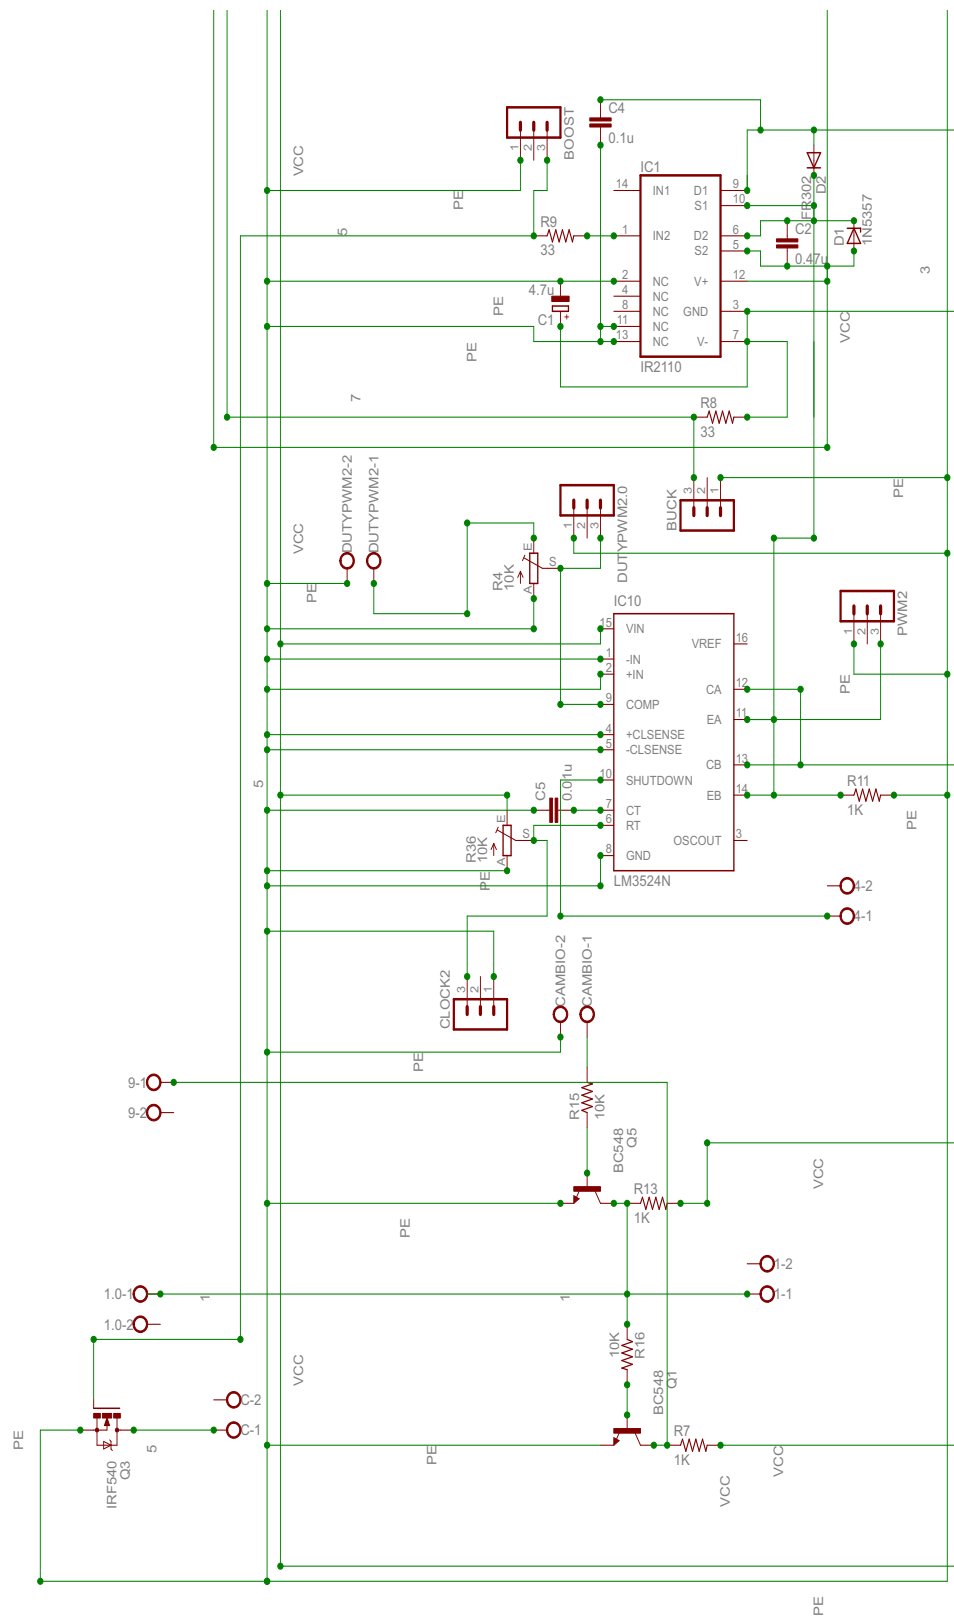 C4
0.1u
BOOST
1
2
3
VCC
PE
5
IC1
14
IN1
D1
9
S1
10
1
IN2
D2
6
S2
5
2
NC
V+
12
4
NC
8
NC
GND
3
11
NC
13
NC
V-
7
IR2110
R9
33
4.7u
C1
+
PE
PE
FR302
D2
C2
0.47u
D1
1N5357
3
VCC
7
R8
33
BUCK
3
2
1
PE
VCC
DUTYPWM2-2
DUTYPWM2-1
PE
DUTYPWM2.0
1
2
3
R4
10K
E
S
A
PWM2
1
2
3
PE
IC10
15
VIN
VREF
16
1
-IN
2
+IN
CA
12
9
COMP
EA
11
4
+CLSENSE
5
-CLSENSE
CB
13
10
SHUTDOWN
EB
14
7
CT
6
RT
OSCOUT
3
8
GND
LM3524N
5
C5
0.01u
R36
10K
E
S
A
PE
R11
1K
PE
4-2
4-1
CLOCK2
3
2
1
CAMBIO-2
CAMBIO-1
PE
9-1
9-2
R15
10K
BC548
Q5
R13
1K
VCC
PE
1-2
1-1
1.0-1
1.0-2
1
1
10K
R16
VCC
BC548
Q1
C-2
C-1
PE
5
IRF540
Q3
PE
R7
1K
VCC
VCC
PE